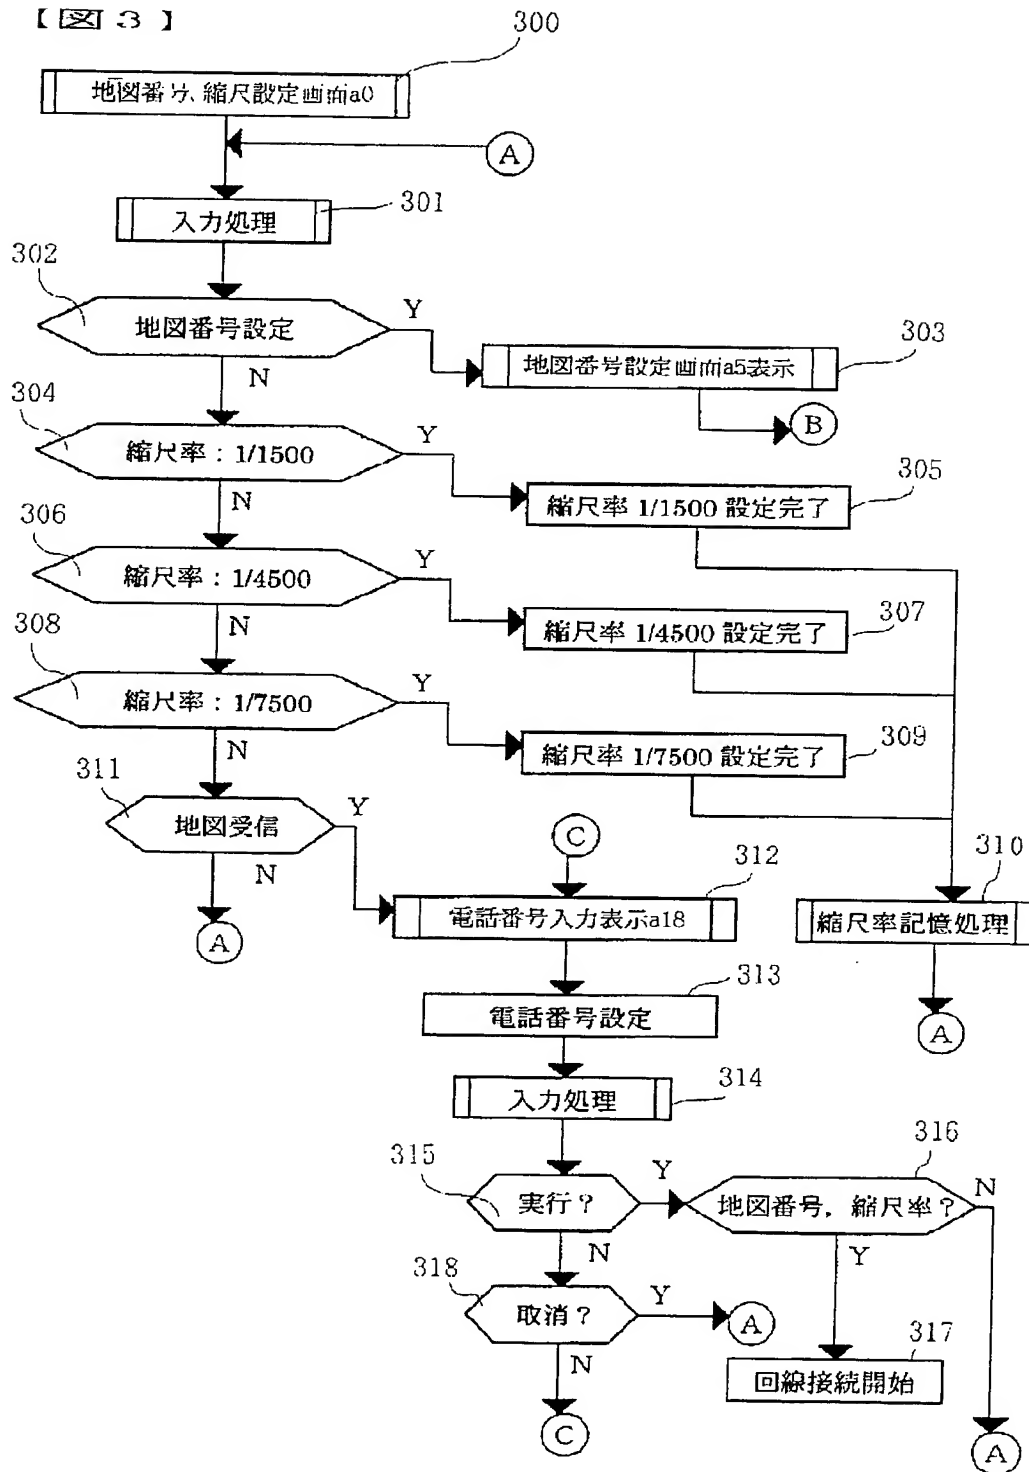 【図３】
300
地図番号、縮尺設定画面a0
A
入力処理
301
302
地図番号設定
Y
N
地図番号設定画面a5表示
303
B
304
縮尺率：1/1500
Y
N
縮尺率 1/1500 設定完了
305
306
縮尺率：1/4500
Y
N
縮尺率 1/4500 設定完了
307
308
縮尺率：1/7500
Y
N
縮尺率 1/7500 設定完了
309
311
地図受信
Y
N
A
C
312
電話番号入力表示a18
310
縮尺率記憶処理
A
313
電話番号設定
314
入力処理
315
実行？
Y
N
316
地図番号，縮尺率？
N
Y
318
取消？
Y
A
N
C
317
回線接続開始
A